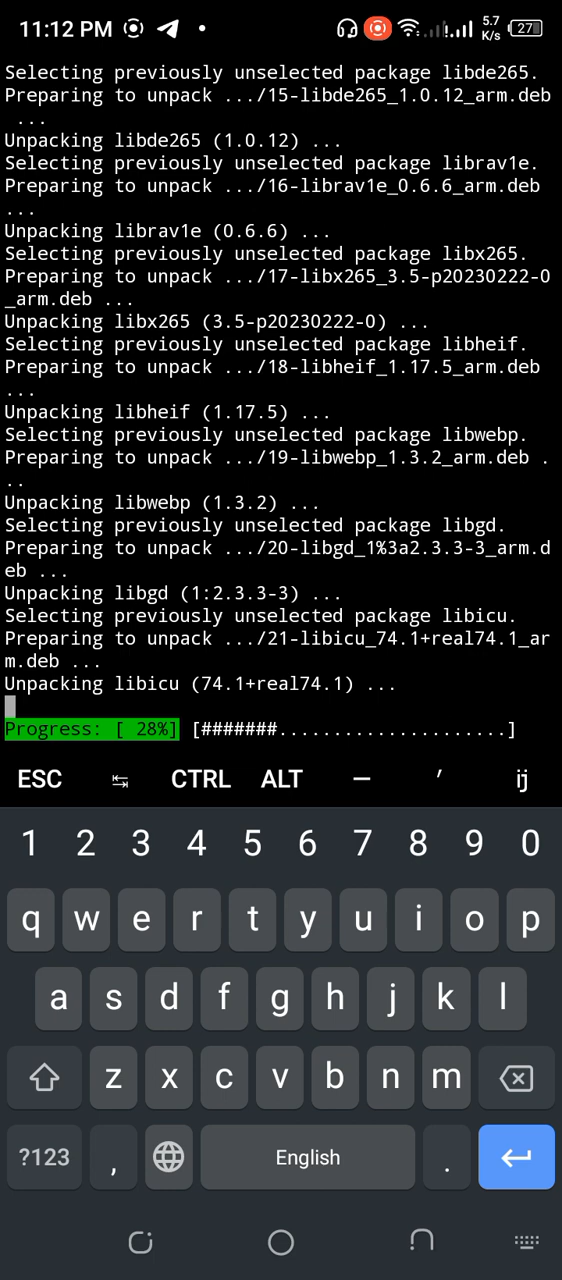 11:12 PM 5.7 K/s 27
Selecting previously unselected package libde265.
Preparing to unpack .../15-libde265_1.0.12_arm.deb
 ...
Unpacking libde265 (1.0.12) ...
Selecting previously unselected package librav1e.
Preparing to unpack .../16-librav1e_0.6.6_arm.deb
...
Unpacking librav1e (0.6.6) ...
Selecting previously unselected package libx265.
Preparing to unpack .../17-libx265_3.5-p20230222-0
_arm.deb ...
Unpacking libx265 (3.5-p20230222-0) ...
Selecting previously unselected package libheif.
Preparing to unpack .../18-libheif_1.17.5_arm.deb
...
Unpacking libheif (1.17.5) ...
Selecting previously unselected package libwebp.
Preparing to unpack .../19-libwebp_1.3.2_arm.deb .
..
Unpacking libwebp (1.3.2) ...
Selecting previously unselected package libgd.
Preparing to unpack .../20-libgd_1%3a2.3.3-3_arm.d
eb ...
Unpacking libgd (1:2.3.3-3) ...
Selecting previously unselected package libicu.
Preparing to unpack .../21-libicu_74.1+real74.1_ar
m.deb ...
Unpacking libicu (74.1+real74.1) ...
Progress: [ 28%] [#######......................]
ESC ↹ CTRL ALT — ′ ij
1 2 3 4 5 6 7 8 9 0
q w e r t y u i o p
a s d f g h j k l
z x c v b n m
?123 , English .